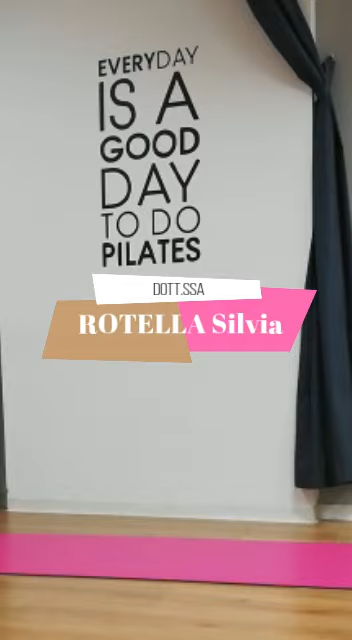 EVERYDAY
IS A
GOOD
DAY
TO DO
PILATES
DOTT.SSA
ROTELLA Silvia